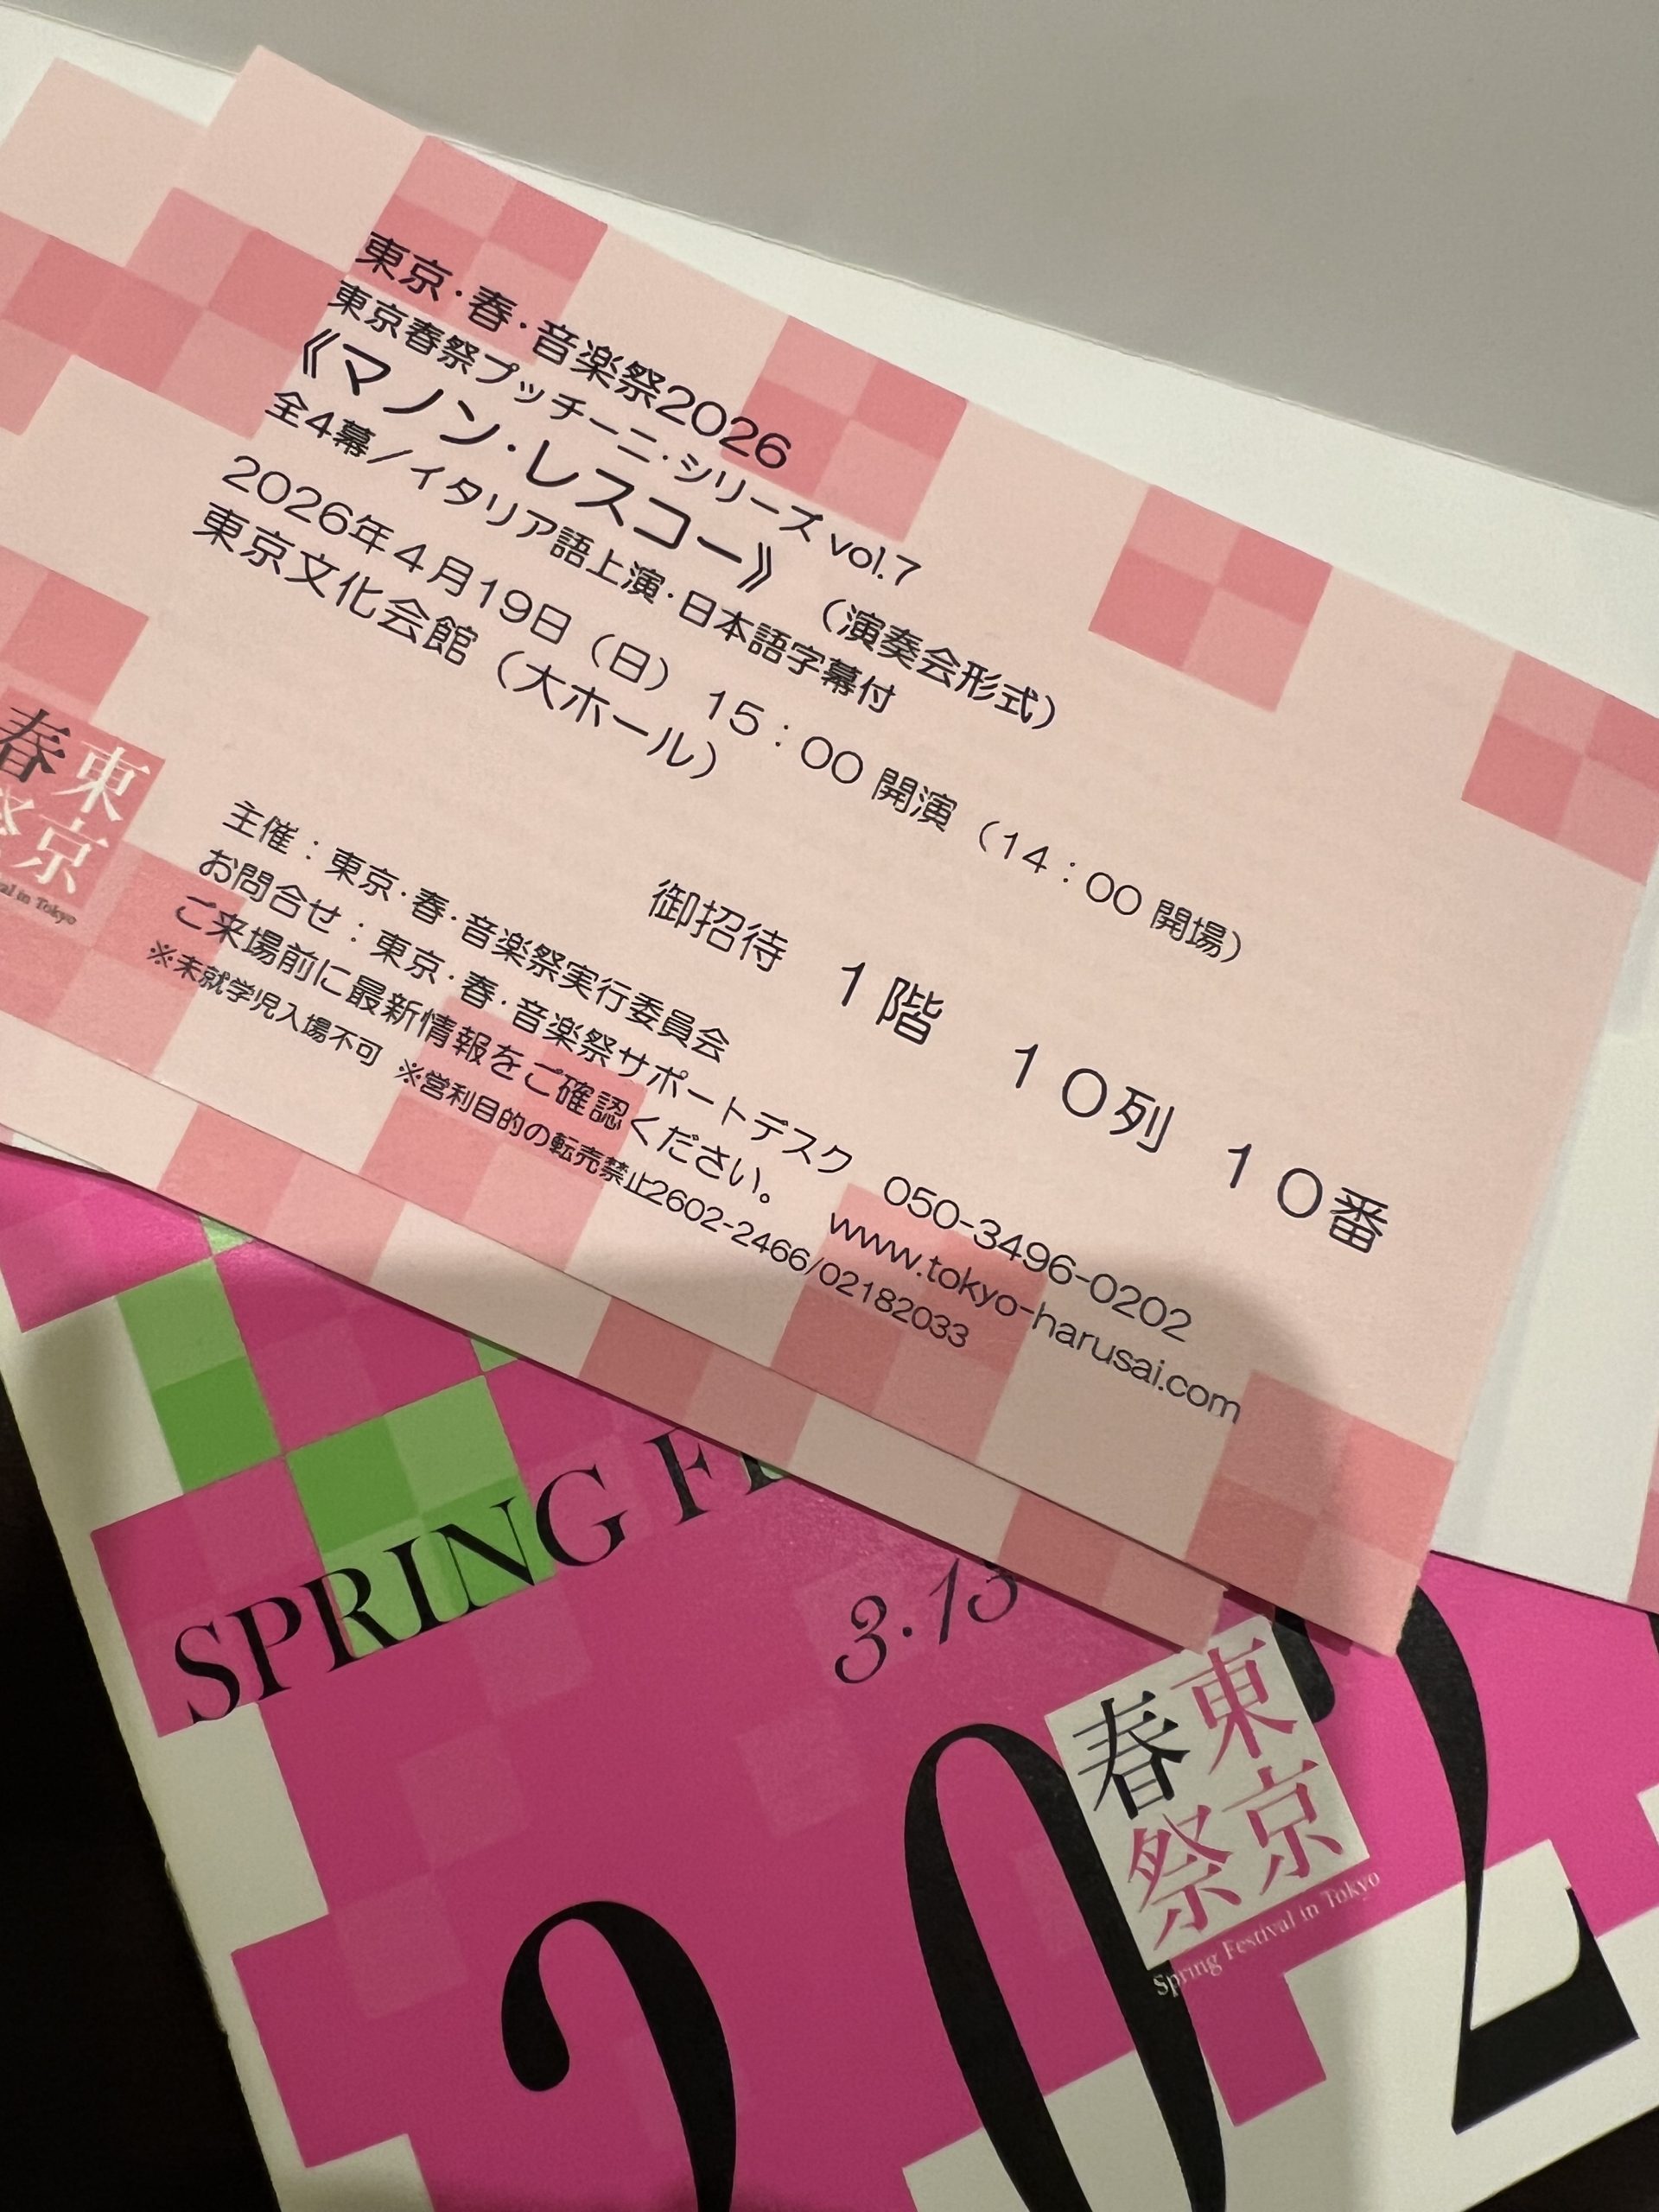 東京・春・音楽祭2026
東京春祭プッチーニ・シリーズ vol.7
《マノン・レスコー》（演奏会形式）
全4幕／イタリア語上演・日本語字幕付
2026年4月19日（日） 15：00 開演（14：00 開場）
東京文化会館（大ホール）
御招待 1階 10列 10番
主催：東京・春・音楽祭実行委員会
お問合せ：東京・春・音楽祭サポートデスク 050-3496-0202
ご来場前に最新情報をご確認ください。 www.tokyo-harusai.com
※未就学児入場不可 ※営利目的の転売禁止2602-2466/02182033
東京
春
in Tokyo
SPRING
3.13
202
東京
春祭
Spring Festival in Tokyo